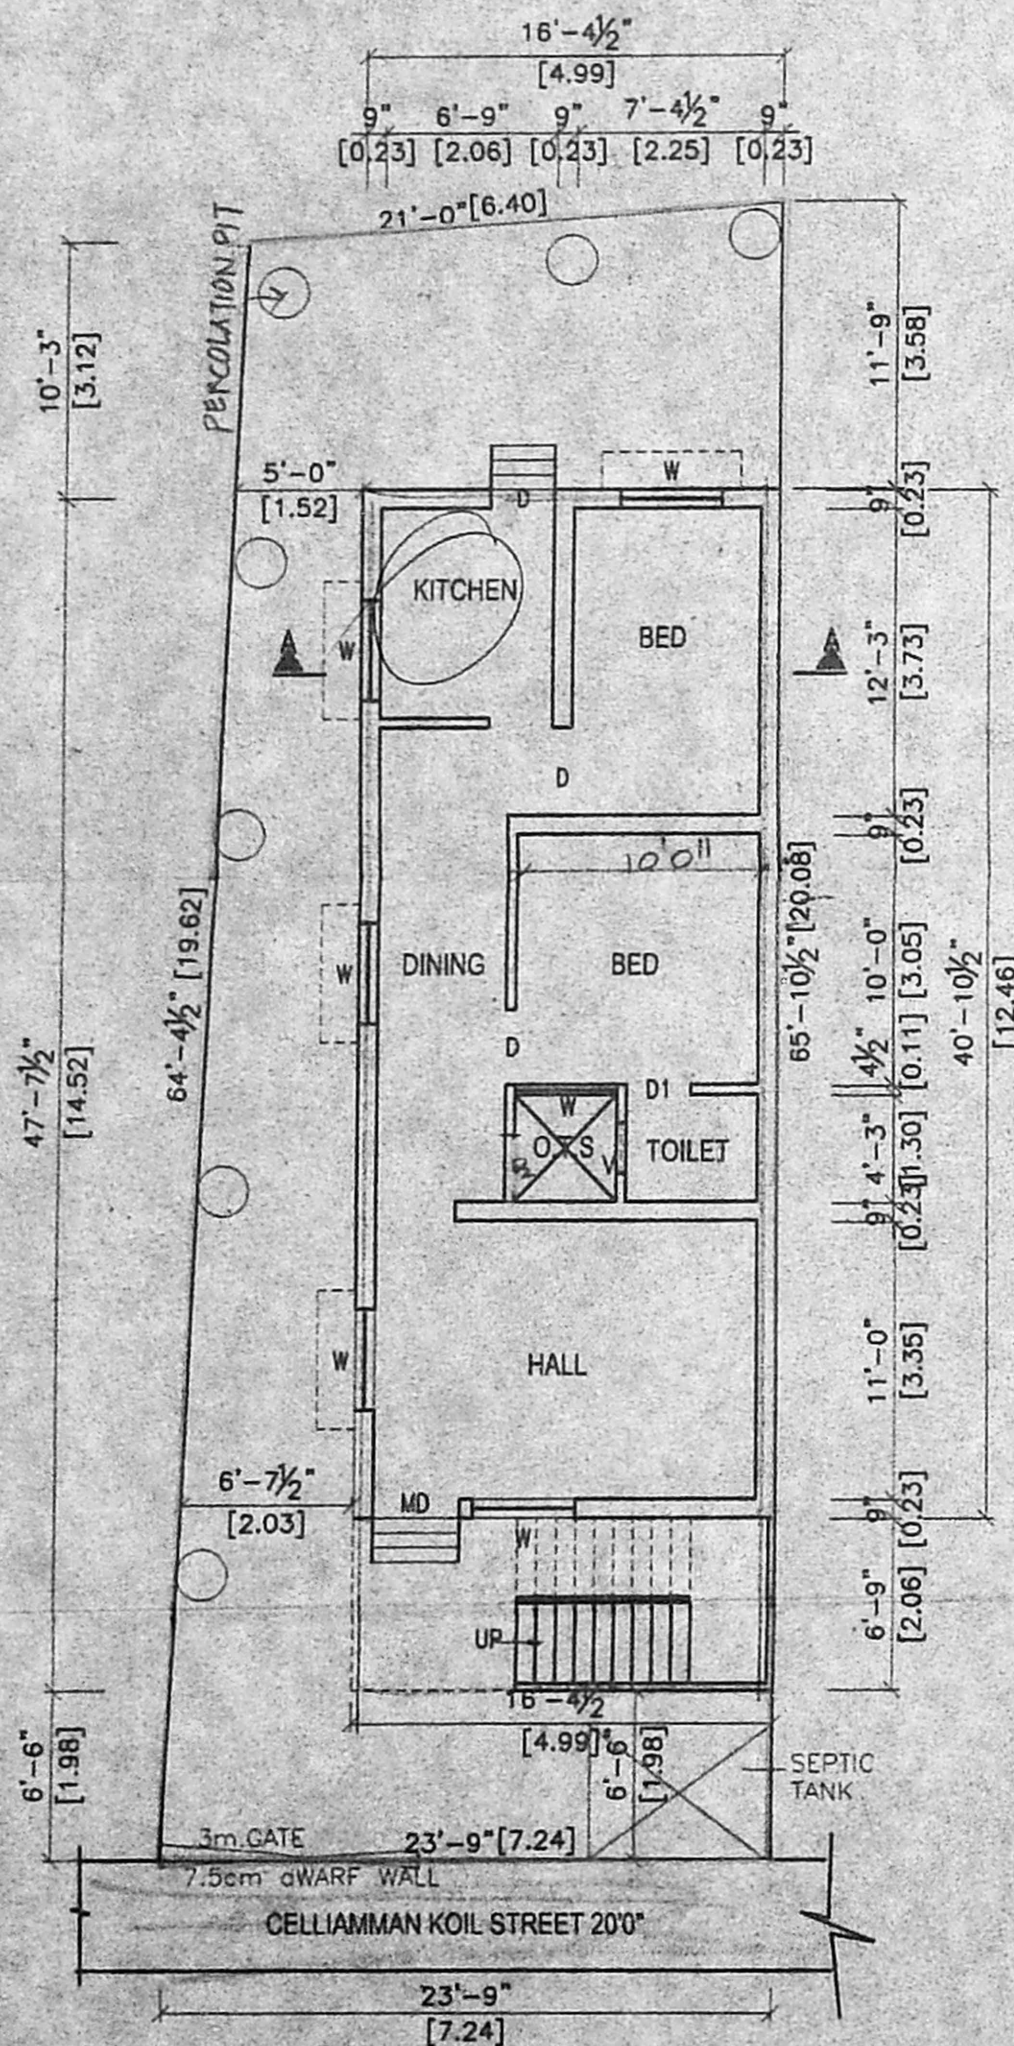 16'-4½"
[4.99]
9" 6'-9" 9" 7'-4½" 9"
[0.23] [2.06] [0.23] [2.25] [0.23]
21'-0"[6.40]
PERCOLATION PIT
10'-3"
[3.12]
11'-9"
[3.58]
5'-0"
[1.52]
W
D
9"
[0.23]
KITCHEN
BED
W
A
A
12'-3"
[3.73]
D
9"
[0.23]
10'0"
65'-10½"[20.08]
64'-4½" [19.62]
W
DINING
BED
10'-0"
[3.05]
40'-10½"
[12.46]
47'-7½"
[14.52]
D
D1
4½"
[0.11]
W
O.T.S
V
TOILET
4'-3"
[1.30]
9"
[0.23]
W
HALL
11'-0"
[3.35]
6'-7½"
[2.03]
MD
W
9"
[0.23]
UP
6'-9"
[2.06]
16'-4½
[4.99]"
6'-6"
[1.98]
6'-6
[1.98]
SEPTIC
TANK
3m.GATE
23'-9"[7.24]
7.5cm dWARF WALL
CELLIAMMAN KOIL STREET 20'0"
23'-9"
[7.24]